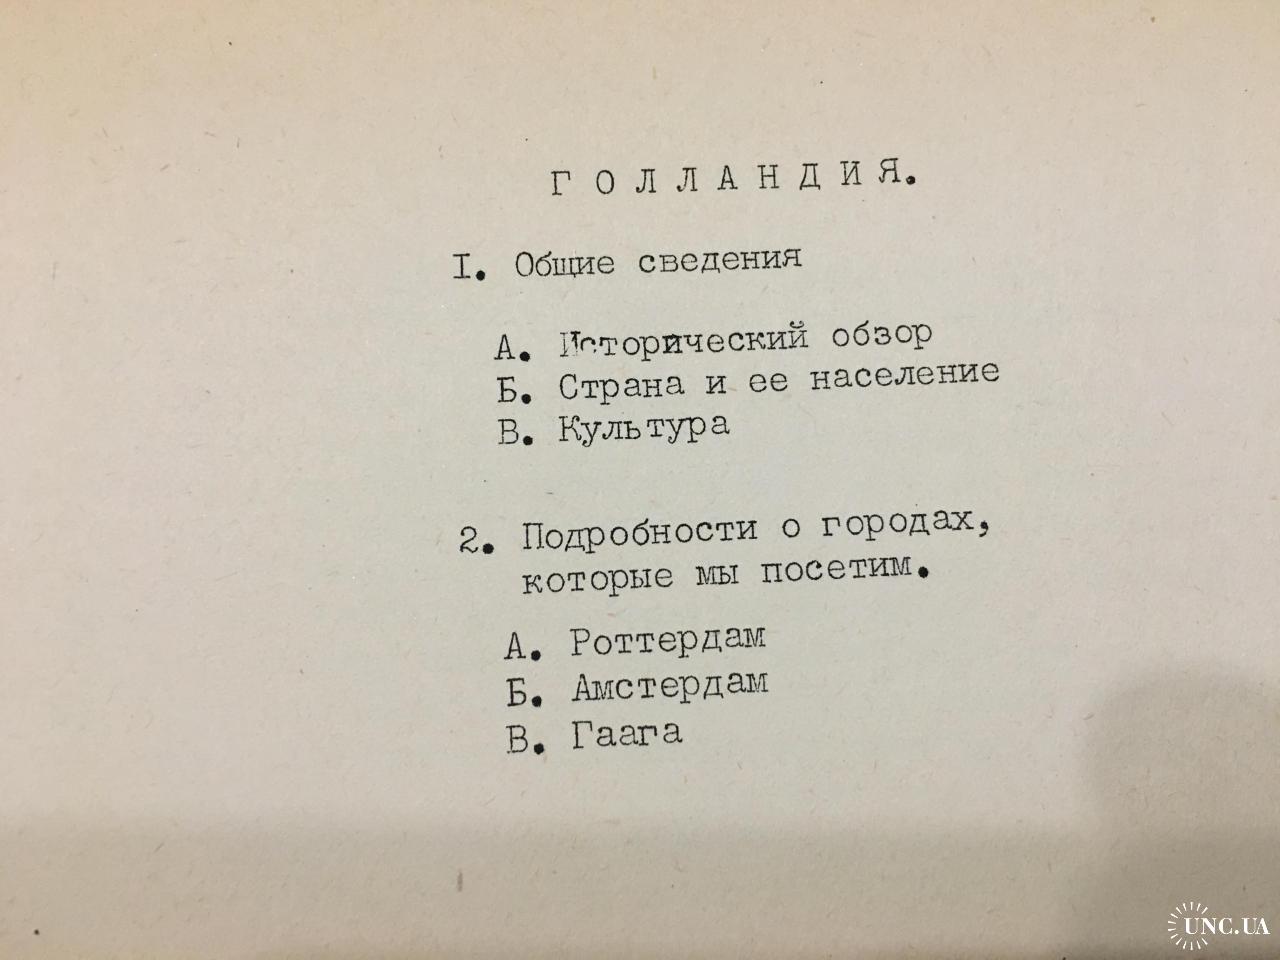 ГОЛЛАНДИЯ.
I. Общие сведения
А. Исторический обзор
Б. Страна и ее население
В. Культура
2. Подробности о городах,
которые мы посетим.
А. Роттердам
Б. Амстердам
В. Гаага
UNC.UA